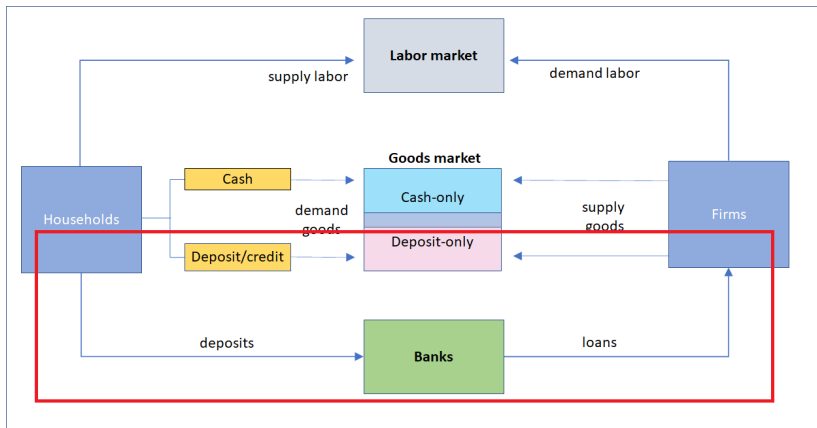 Labor market
supply labor
demand labor
Goods market
Cash
Cash-only
Households
demand
goods
supply
goods
Firms
Deposit/credit
Deposit-only
deposits
Banks
loans